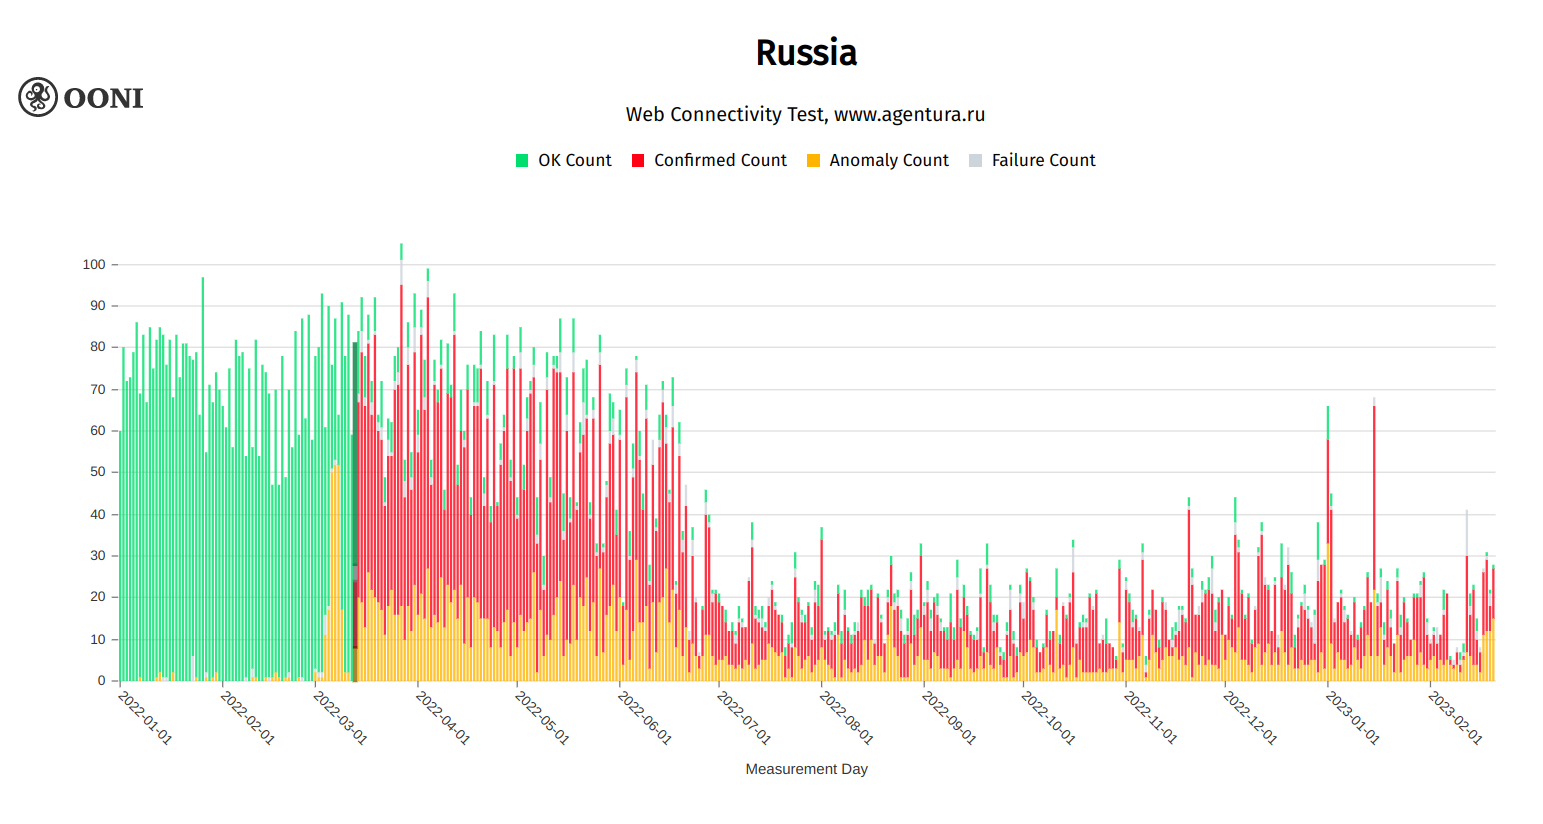 Russia
OONI
Web Connectivity Test, www.agentura.ru
OK Count Confirmed Count Anomaly Count Failure Count
100
90
80
70
60
50
40
30
20
10
0
2022-01-01 2022-02-01 2022-03-01 2022-04-01 2022-05-01 2022-06-01 2022-07-01 2022-08-01 2022-09-01 2022-10-01 2022-11-01 2022-12-01 2023-01-01 2023-02-01
Measurement Day